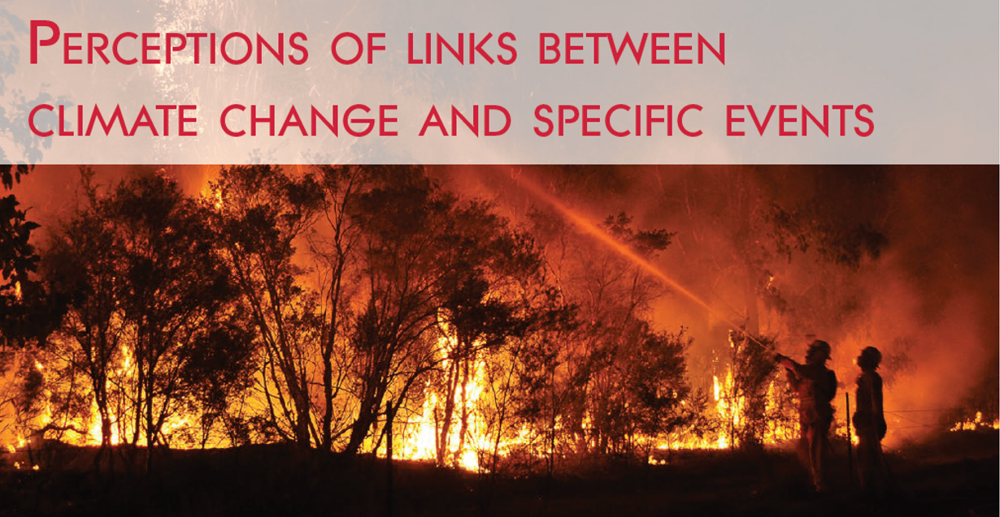 Perceptions of links between
climate change and specific events